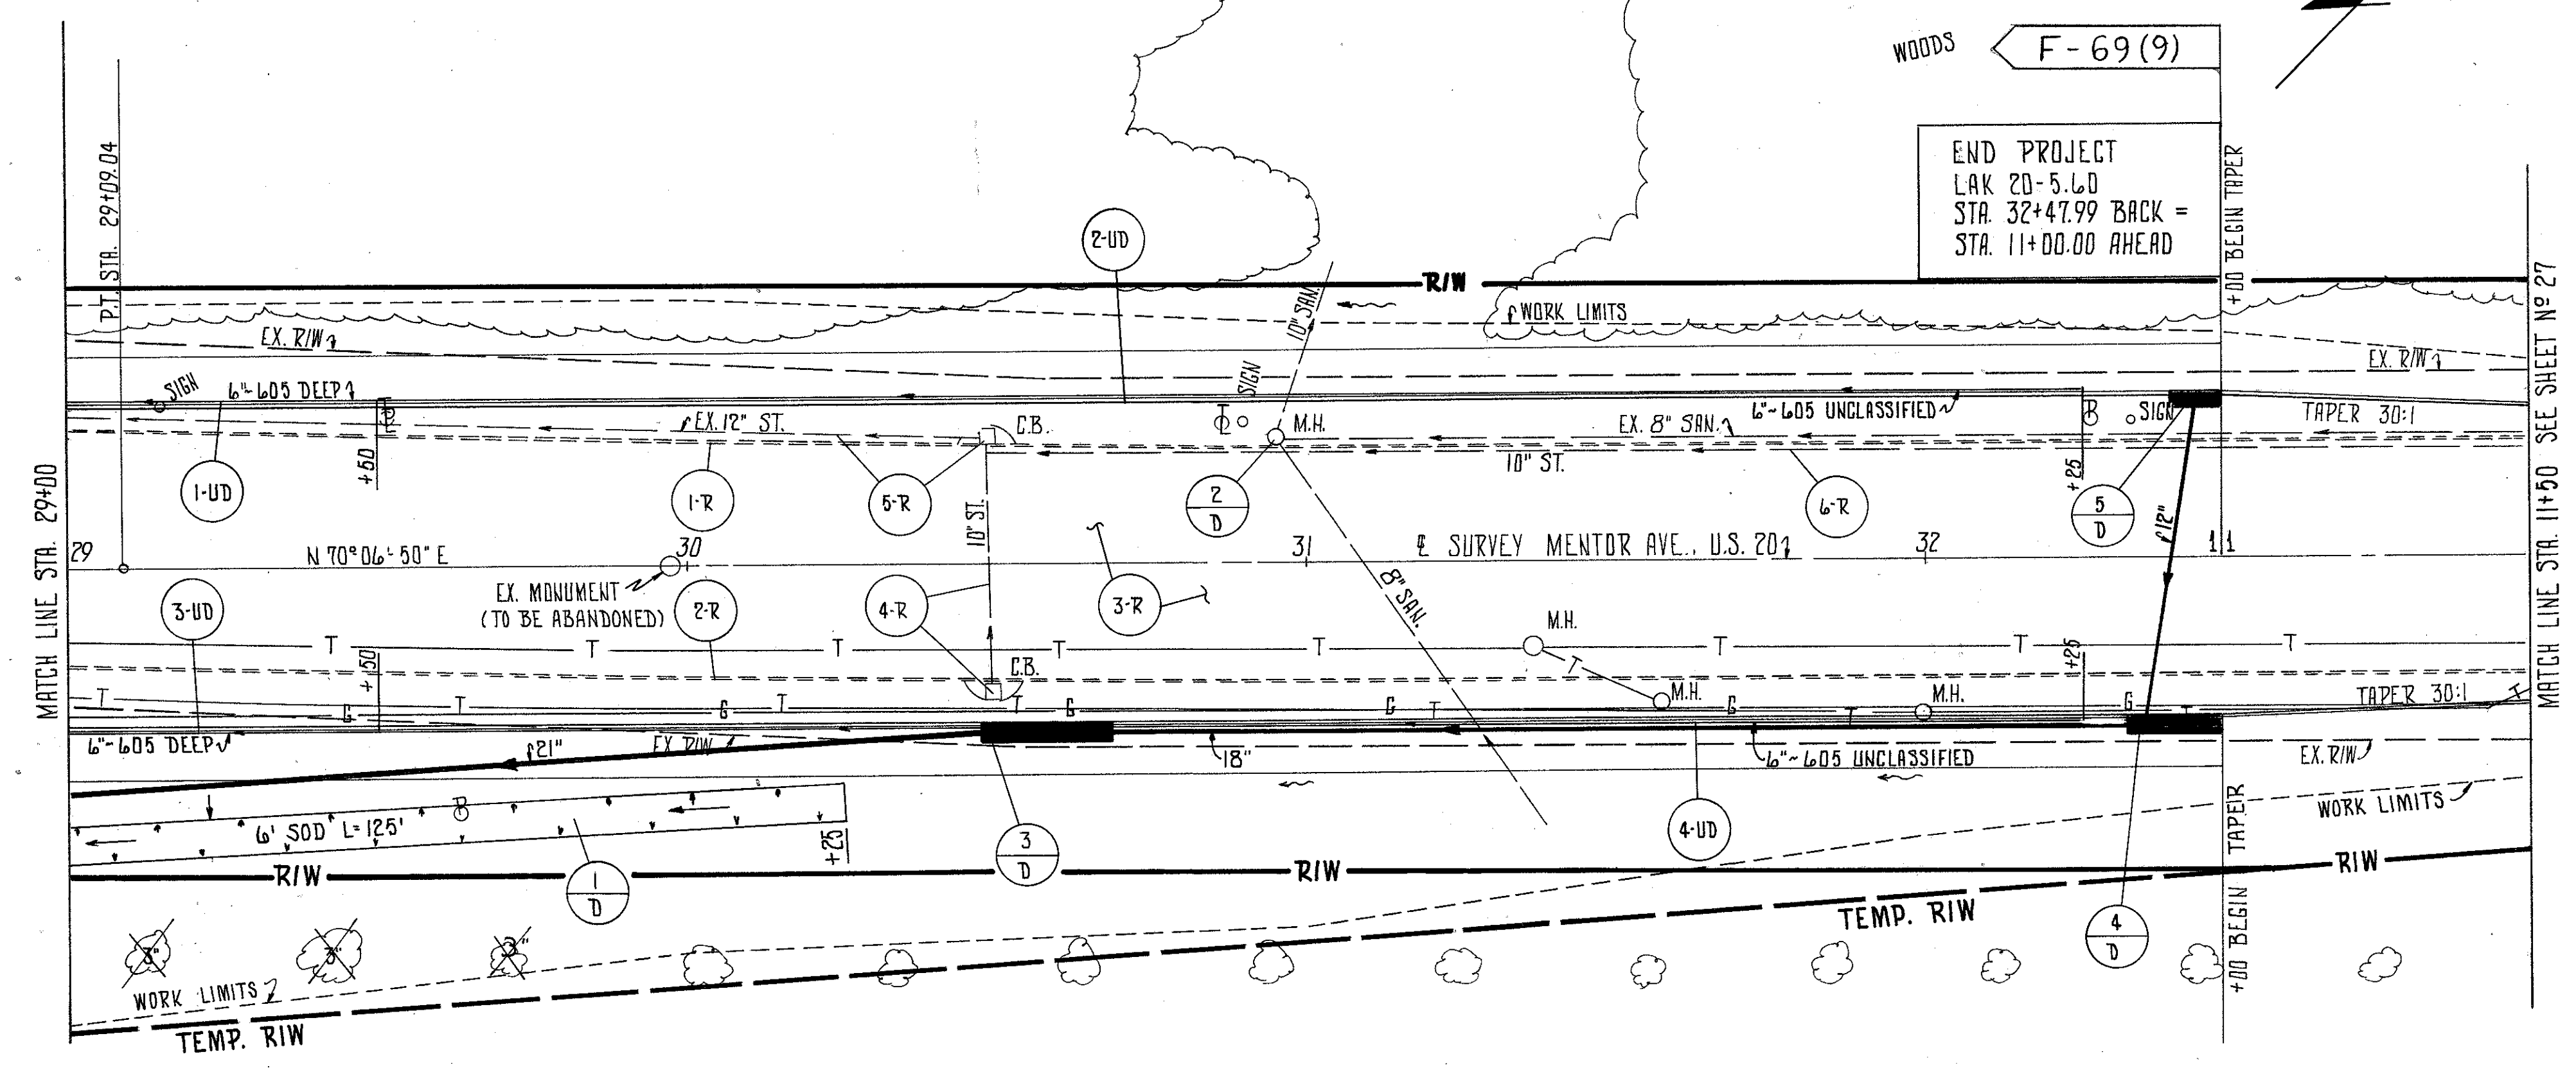 WOODS
F-69(9)
END PROJECT
LAK 20-5.60
STA. 32+47.99 BACK =
STA. 11+00.00 AHEAD
+00 BEGIN TAPER
P.T. STA. 29+09.04
2-UD
R/W
10" SAN.
WORK LIMITS
EX. R/W
EX. R/W
SIGN
6"~605 DEEP
SIGN
6"~605 UNCLASSIFIED
SIGN
TAPER 30:1
EX. 12" ST.
C.B.
M.H.
EX. 8" SAN.
10" ST.
+50
+25
1-UD
1-R
5-R
2
D
6-R
5
D
12"
10" ST.
MATCH LINE STA. 29+00
MATCH LINE STA. 11+50 SEE SHEET Nº 27
29
N 70°06'50" E
30
31
℄ SURVEY MENTOR AVE., U.S. 20
32
11
EX. MONUMENT
(TO BE ABANDONED)
3-UD
2-R
4-R
3-R
8" SAN.
M.H.
T
T
T
T
T
T
T
T
+50
+25
C.B.
T
M.H.
M.H.
TAPER 30:1
T
G
T
G
T
T
G
G
T
G
T
G
T
T
6"~605 DEEP
21"
EX. R/W
18"
6"~605 UNCLASSIFIED
EX. R/W
WORK LIMITS
6' SOD L=125'
+25
4-UD
3
D
R/W
R/W
R/W
1
D
TEMP. R/W
4
D
+00 BEGIN TAPER
3"
3"
3"
WORK LIMITS
TEMP. R/W